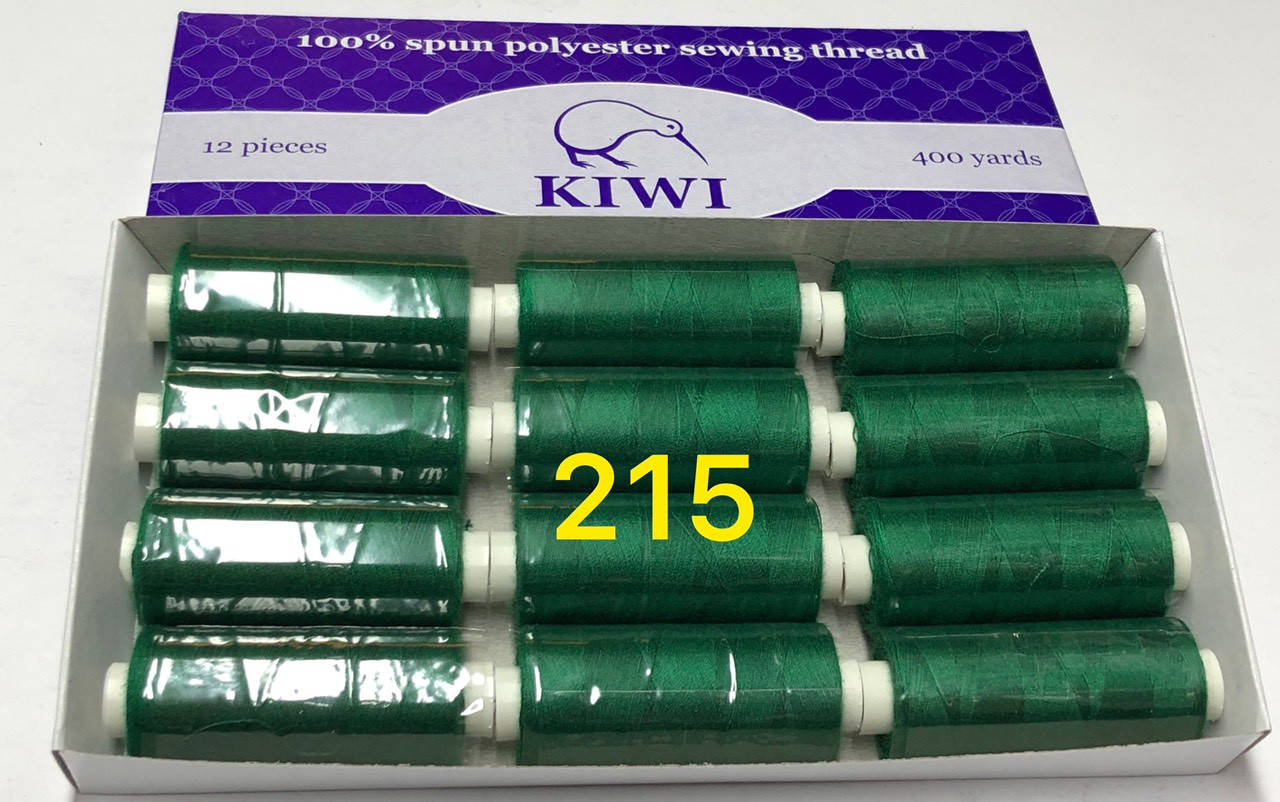 100% spun polyester sewing thread
12 pieces
400 yards
KIWI
215